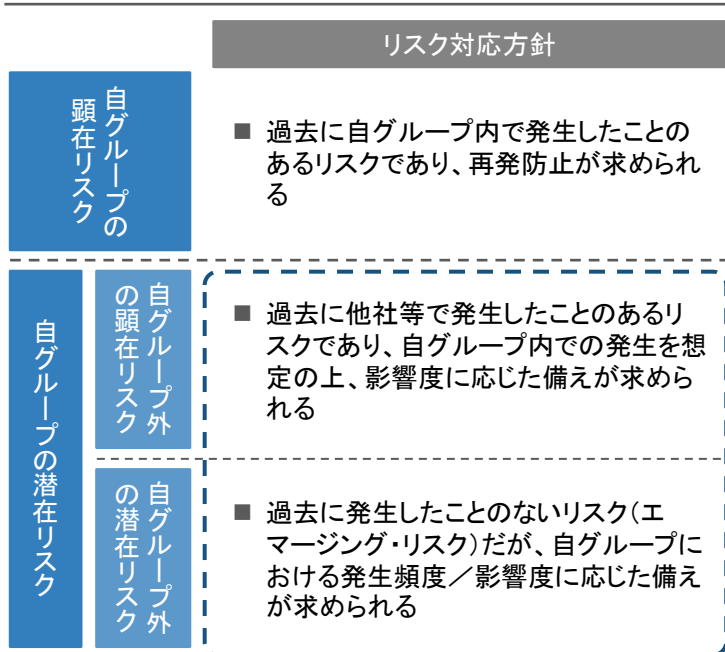 リスク対応方針
自グループの
顕在リスク
■ 過去に自グループ内で発生したことの
あるリスクであり、再発防止が求められ
る
自グループの潜在リスク
自グループ外
の顕在リスク
■ 過去に他社等で発生したことのあるリ
スクであり、自グループ内での発生を想
定の上、影響度に応じた備えが求めら
れる
自グループ外
の潜在リスク
■ 過去に発生したことのないリスク(エ
マージング・リスク)だが、自グループに
おける発生頻度／影響度に応じた備え
が求められる